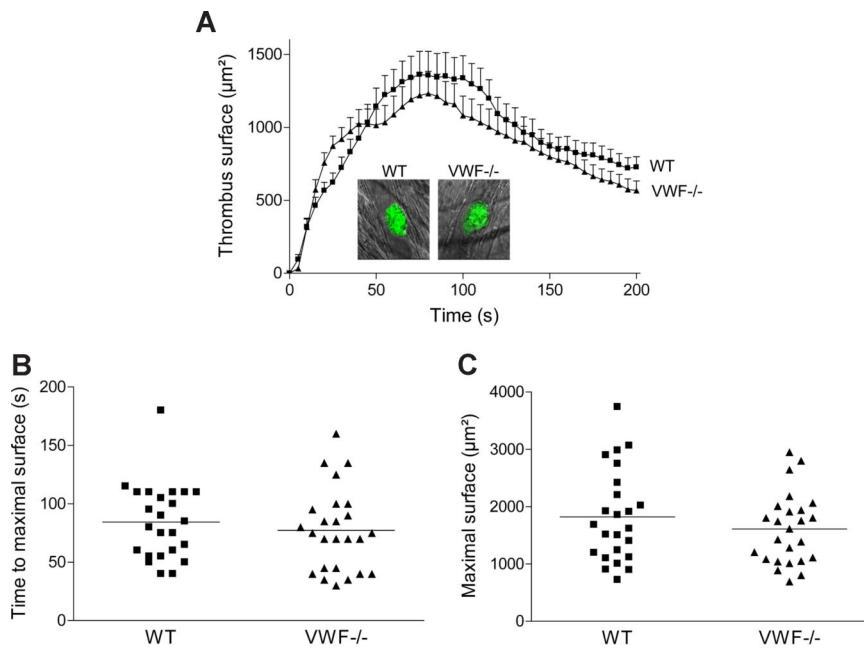 A
Thrombus surface (µm²)
1500
1000
500
0
WT
VWF-/-
WT
VWF-/-
0 50 100 150 200
Time (s)
B
Time to maximal surface (s)
200
150
100
50
0
WT VWF-/-
C
Maximal surface (µm²)
4000
3000
2000
1000
0
WT VWF-/-